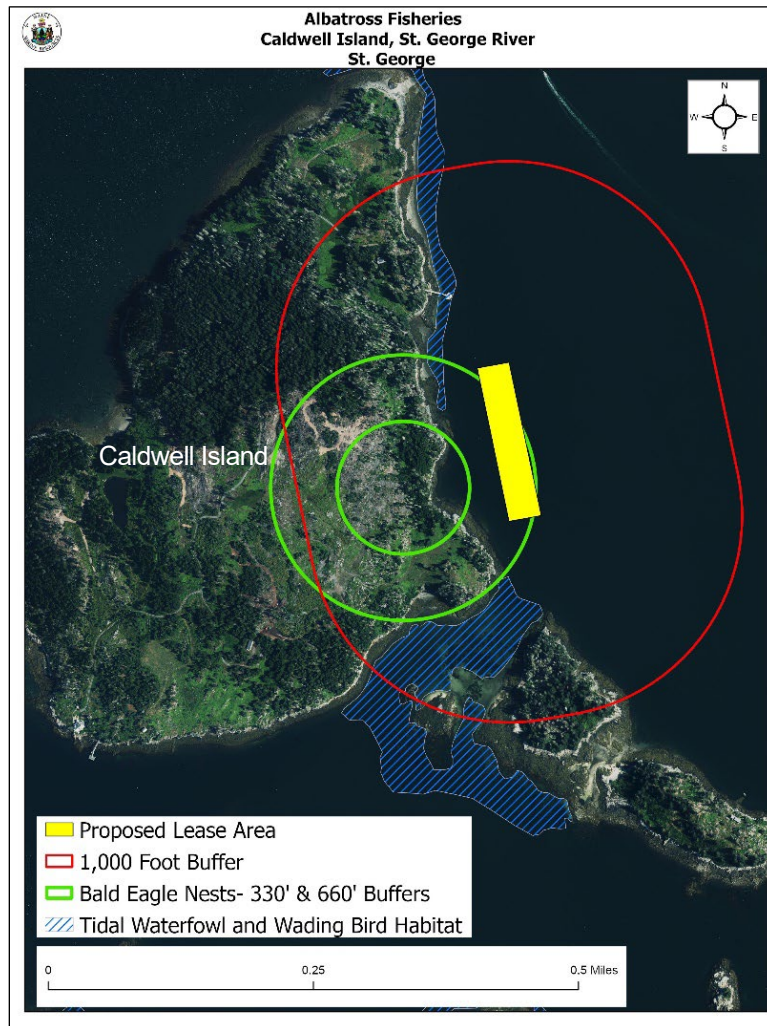 Albatross Fisheries
Caldwell Island, St. George River
St. George
N
W E
S
Caldwell Island
Proposed Lease Area
1,000 Foot Buffer
Bald Eagle Nests- 330' & 660' Buffers
Tidal Waterfowl and Wading Bird Habitat
0 0.25 0.5 Miles